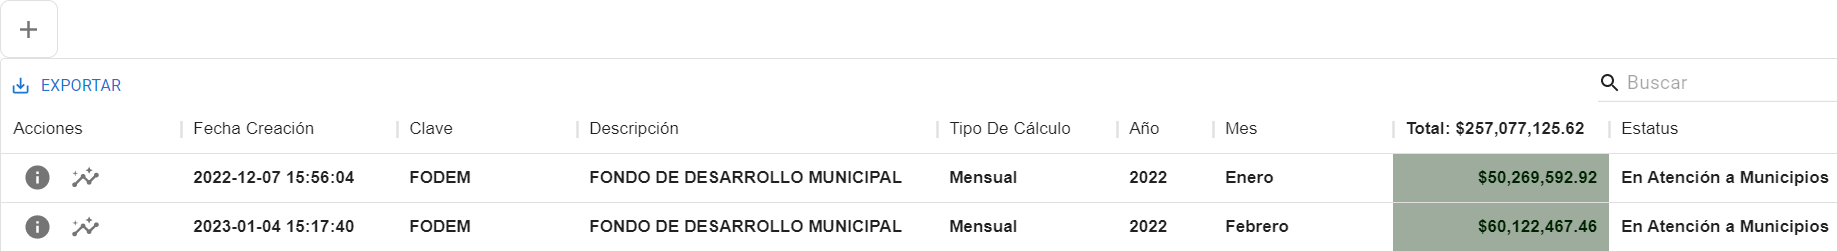 EXPORTAR
Buscar
Acciones Fecha Creación Clave Descripción Tipo De Cálculo Año Mes Total: $257,077,125.62 Estatus
2022-12-07 15:56:04 FODEM FONDO DE DESARROLLO MUNICIPAL Mensual 2022 Enero $50,269,592.92 En Atención a Municipios
2023-01-04 15:17:40 FODEM FONDO DE DESARROLLO MUNICIPAL Mensual 2022 Febrero $60,122,467.46 En Atención a Municipios